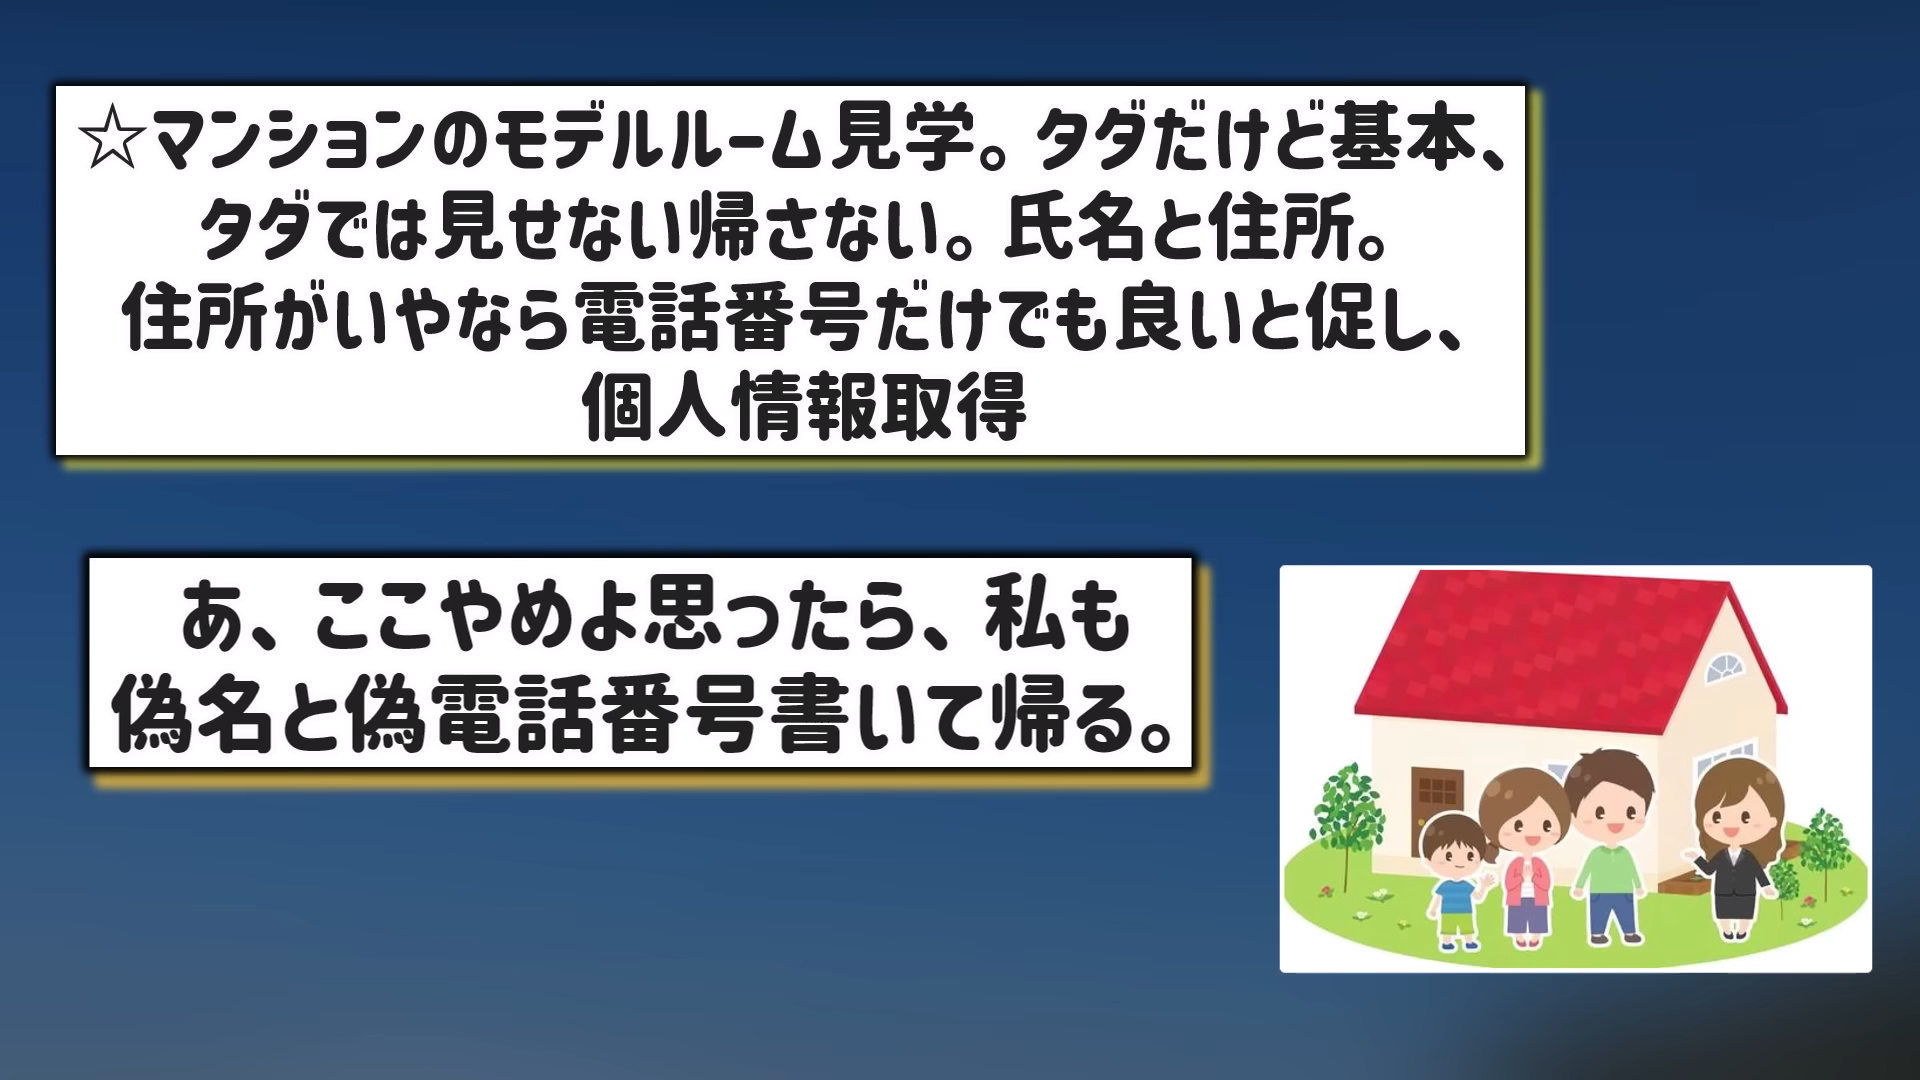 ☆マンションのモデルルーム見学。タダだけど基本、
タダでは見せない帰さない。氏名と住所。
住所がいやなら電話番号だけでも良いと促し、
個人情報取得
あ、ここやめよ思ったら、私も
偽名と偽電話番号書いて帰る。